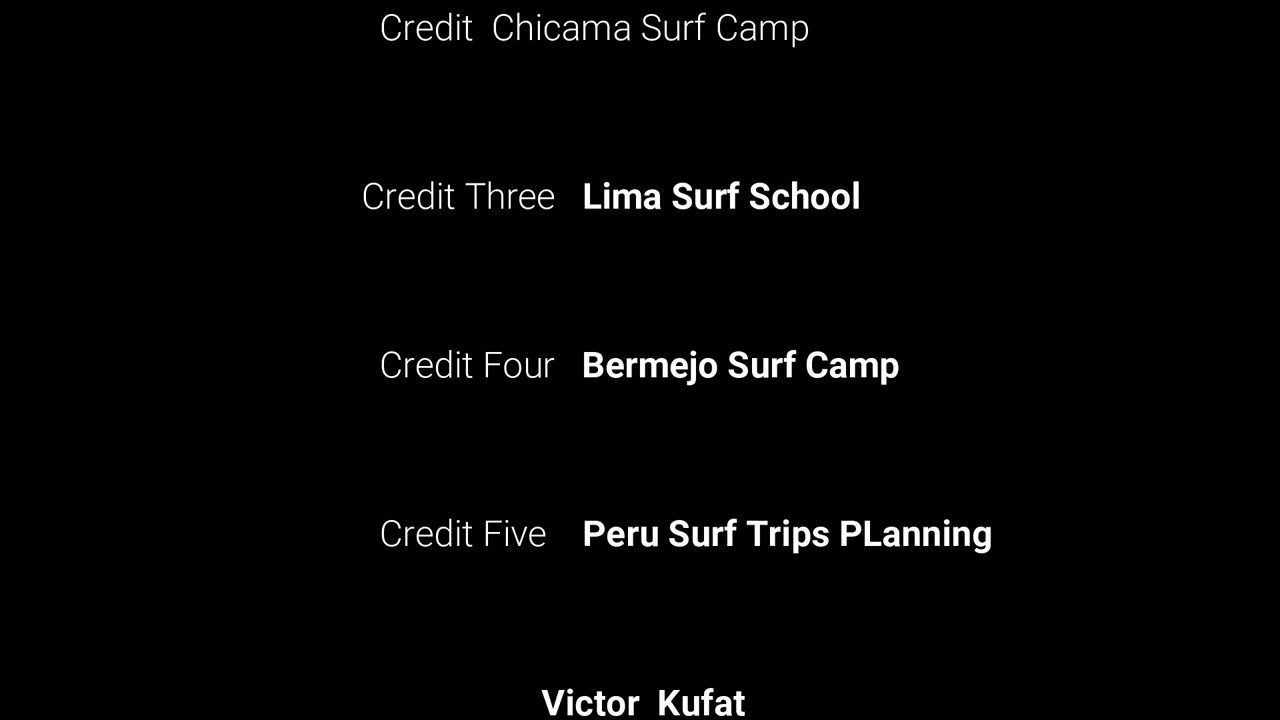 Credit  Chicama Surf Camp
Credit Three   Lima Surf School
Credit Four   Bermejo Surf Camp
Credit Five   Peru Surf Trips PLanning
Victor  Kufat